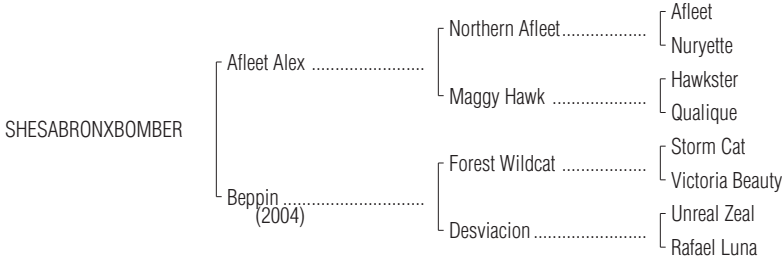 Afleet
Northern Afleet...................
Nuryette
Afleet Alex ........................
Hawkster
Maggy Hawk ....................
Qualique
SHESABRONXBOMBER
Storm Cat
Forest Wildcat ..................
Victoria Beauty
Beppin ..............................
(2004)
Unreal Zeal
Desviacion ........................
Rafael Luna